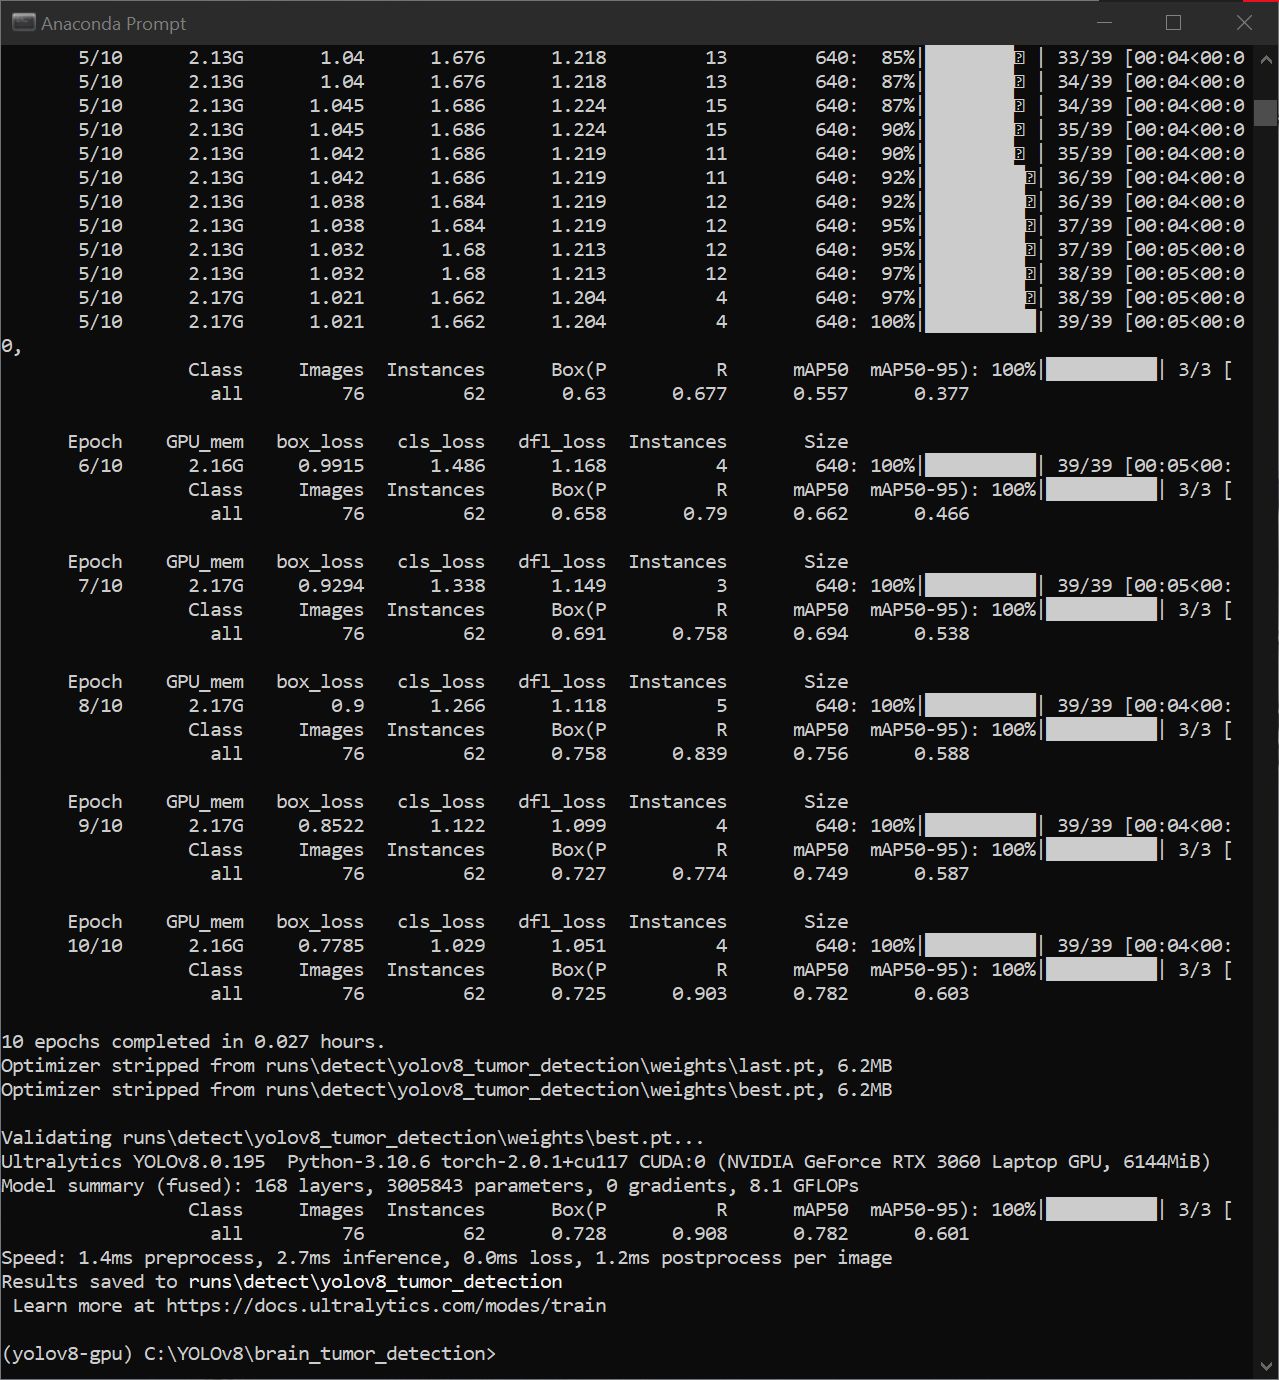 Anaconda Prompt
5/10 2.13G 1.04 1.676 1.218 13 640: 85%| | 33/39 [00:04<00:0
5/10 2.13G 1.04 1.676 1.218 13 640: 87%| | 34/39 [00:04<00:0
5/10 2.13G 1.045 1.686 1.224 15 640: 87%| | 34/39 [00:04<00:0
5/10 2.13G 1.045 1.686 1.224 15 640: 90%| | 35/39 [00:04<00:0
5/10 2.13G 1.042 1.686 1.219 11 640: 90%| | 35/39 [00:04<00:0
5/10 2.13G 1.042 1.686 1.219 11 640: 92%| | 36/39 [00:04<00:0
5/10 2.13G 1.038 1.684 1.219 12 640: 92%| | 36/39 [00:04<00:0
5/10 2.13G 1.038 1.684 1.219 12 640: 95%| | 37/39 [00:04<00:0
5/10 2.13G 1.032 1.68 1.213 12 640: 95%| | 37/39 [00:05<00:0
5/10 2.13G 1.032 1.68 1.213 12 640: 97%| | 38/39 [00:05<00:0
5/10 2.17G 1.021 1.662 1.204 4 640: 97%| | 38/39 [00:05<00:0
5/10 2.17G 1.021 1.662 1.204 4 640: 100%| | 39/39 [00:05<00:0
0,
Class Images Instances Box(P R mAP50 mAP50-95): 100%| | 3/3 [
all 76 62 0.63 0.677 0.557 0.377
Epoch GPU_mem box_loss cls_loss dfl_loss Instances Size
6/10 2.16G 0.9915 1.486 1.168 4 640: 100%| | 39/39 [00:05<00:
Class Images Instances Box(P R mAP50 mAP50-95): 100%| | 3/3 [
all 76 62 0.658 0.79 0.662 0.466
Epoch GPU_mem box_loss cls_loss dfl_loss Instances Size
7/10 2.17G 0.9294 1.338 1.149 3 640: 100%| | 39/39 [00:05<00:
Class Images Instances Box(P R mAP50 mAP50-95): 100%| | 3/3 [
all 76 62 0.691 0.758 0.694 0.538
Epoch GPU_mem box_loss cls_loss dfl_loss Instances Size
8/10 2.17G 0.9 1.266 1.118 5 640: 100%| | 39/39 [00:04<00:
Class Images Instances Box(P R mAP50 mAP50-95): 100%| | 3/3 [
all 76 62 0.758 0.839 0.756 0.588
Epoch GPU_mem box_loss cls_loss dfl_loss Instances Size
9/10 2.17G 0.8522 1.122 1.099 4 640: 100%| | 39/39 [00:04<00:
Class Images Instances Box(P R mAP50 mAP50-95): 100%| | 3/3 [
all 76 62 0.727 0.774 0.749 0.587
Epoch GPU_mem box_loss cls_loss dfl_loss Instances Size
10/10 2.16G 0.7785 1.029 1.051 4 640: 100%| | 39/39 [00:04<00:
Class Images Instances Box(P R mAP50 mAP50-95): 100%| | 3/3 [
all 76 62 0.725 0.903 0.782 0.603
10 epochs completed in 0.027 hours.
Optimizer stripped from runs\detect\yolov8_tumor_detection\weights\last.pt, 6.2MB
Optimizer stripped from runs\detect\yolov8_tumor_detection\weights\best.pt, 6.2MB
Validating runs\detect\yolov8_tumor_detection\weights\best.pt...
Ultralytics YOLOv8.0.195 Python-3.10.6 torch-2.0.1+cu117 CUDA:0 (NVIDIA GeForce RTX 3060 Laptop GPU, 6144MiB)
Model summary (fused): 168 layers, 3005843 parameters, 0 gradients, 8.1 GFLOPs
Class Images Instances Box(P R mAP50 mAP50-95): 100%| | 3/3 [
all 76 62 0.728 0.908 0.782 0.601
Speed: 1.4ms preprocess, 2.7ms inference, 0.0ms loss, 1.2ms postprocess per image
Results saved to runs\detect\yolov8_tumor_detection
Learn more at https://docs.ultralytics.com/modes/train
(yolov8-gpu) C:\YOLOv8\brain_tumor_detection>